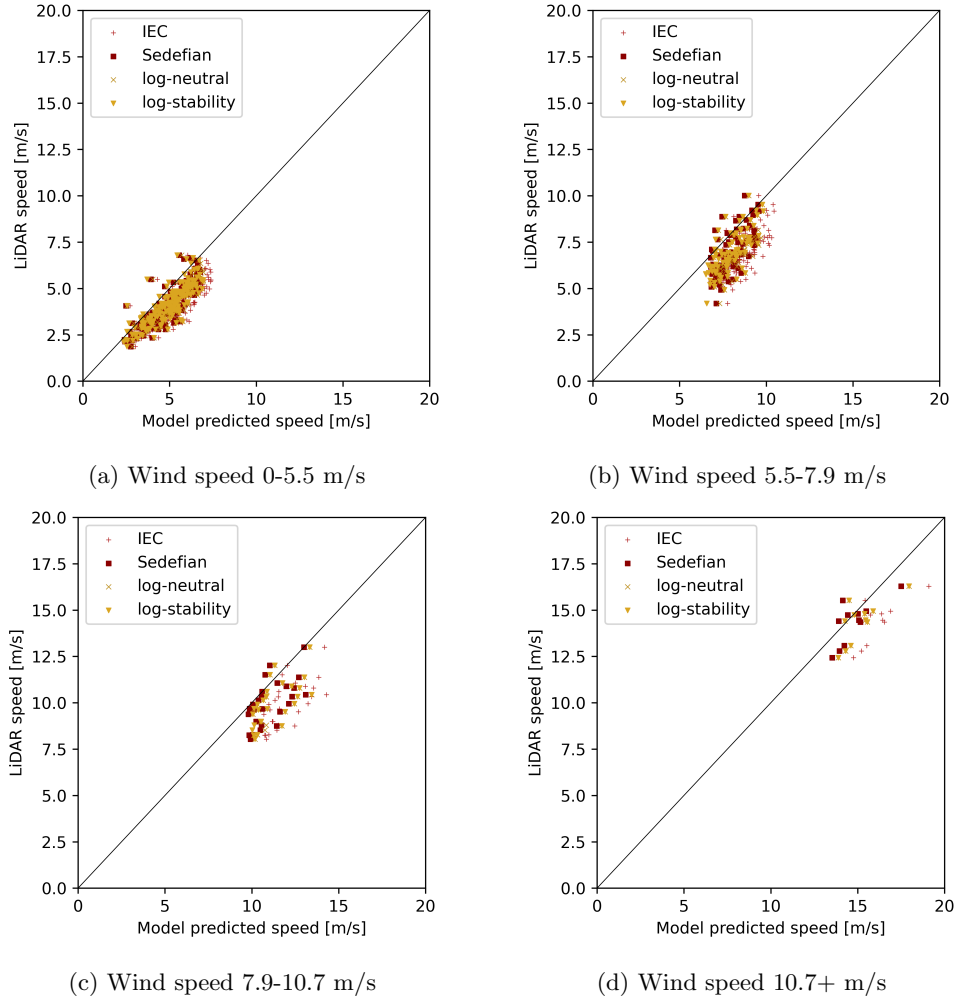 20.0
17.5
15.0
12.5
10.0
7.5
5.0
2.5
0.0
LiDAR speed [m/s]
IEC
Sedefian
log-neutral
log-stability
0 5 10 15 20
Model predicted speed [m/s]
(a) Wind speed 0-5.5 m/s
20.0
17.5
15.0
12.5
10.0
7.5
5.0
2.5
0.0
LiDAR speed [m/s]
IEC
Sedefian
log-neutral
log-stability
0 5 10 15 20
Model predicted speed [m/s]
(b) Wind speed 5.5-7.9 m/s
20.0
17.5
15.0
12.5
10.0
7.5
5.0
2.5
0.0
LiDAR speed [m/s]
IEC
Sedefian
log-neutral
log-stability
0 5 10 15 20
Model predicted speed [m/s]
(c) Wind speed 7.9-10.7 m/s
20.0
17.5
15.0
12.5
10.0
7.5
5.0
2.5
0.0
LiDAR speed [m/s]
IEC
Sedefian
log-neutral
log-stability
0 5 10 15 20
Model predicted speed [m/s]
(d) Wind speed 10.7+ m/s